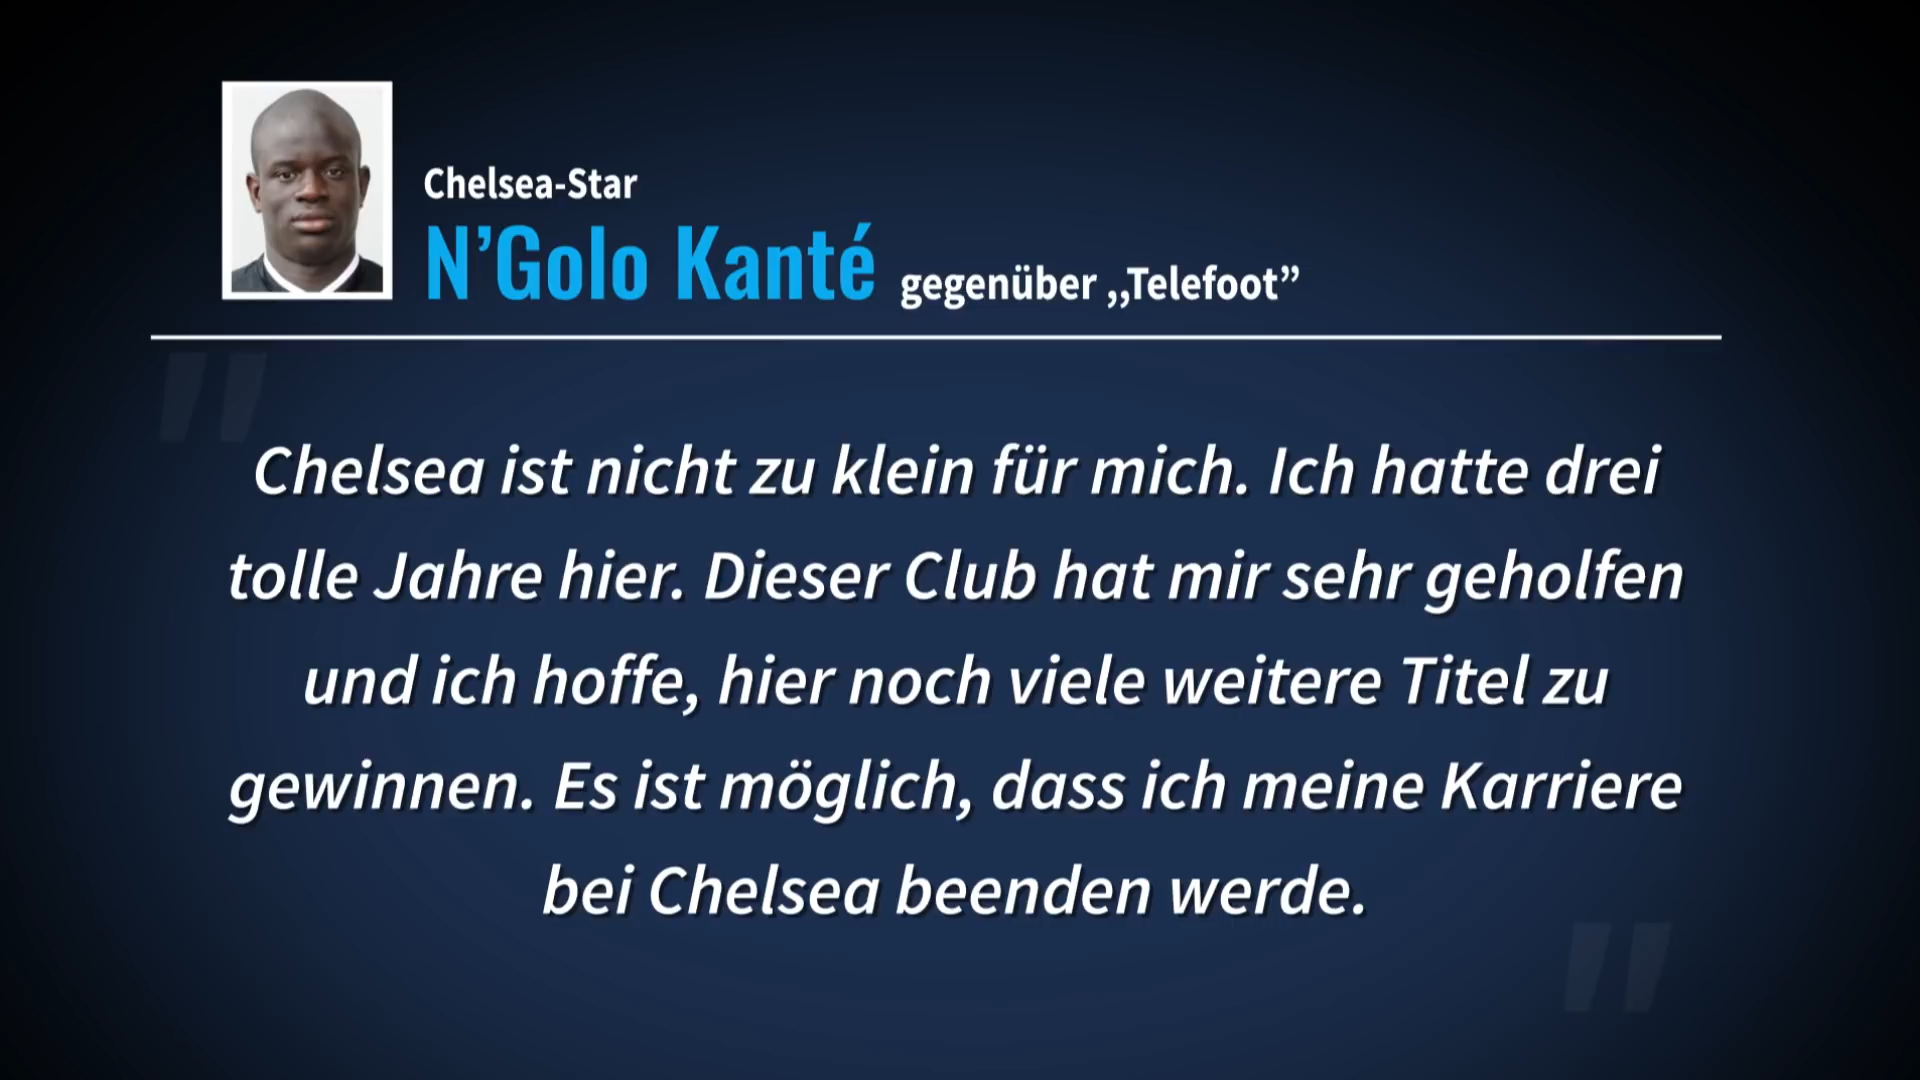 Chelsea-Star
N’Golo Kanté gegenüber ,,Telefoot”
Chelsea ist nicht zu klein für mich. Ich hatte drei
tolle Jahre hier. Dieser Club hat mir sehr geholfen
und ich hoffe, hier noch viele weitere Titel zu
gewinnen. Es ist möglich, dass ich meine Karriere
bei Chelsea beenden werde.